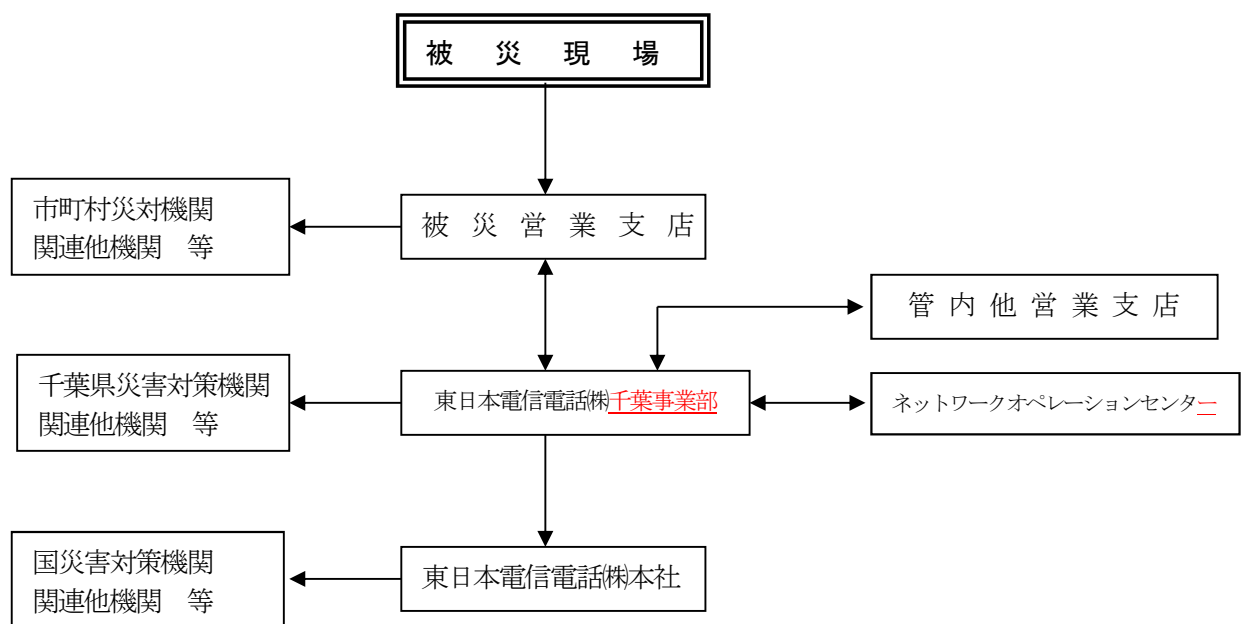 被 災 現 場
市町村災対機関
関連他機関 等
被 災 営 業 支 店
管 内 他 営 業 支 店
千葉県災害対策機関
関連他機関 等
東日本電信電話㈱千葉事業部
ネットワークオペレーションセンター
国災害対策機関
関連他機関 等
東日本電信電話㈱本社